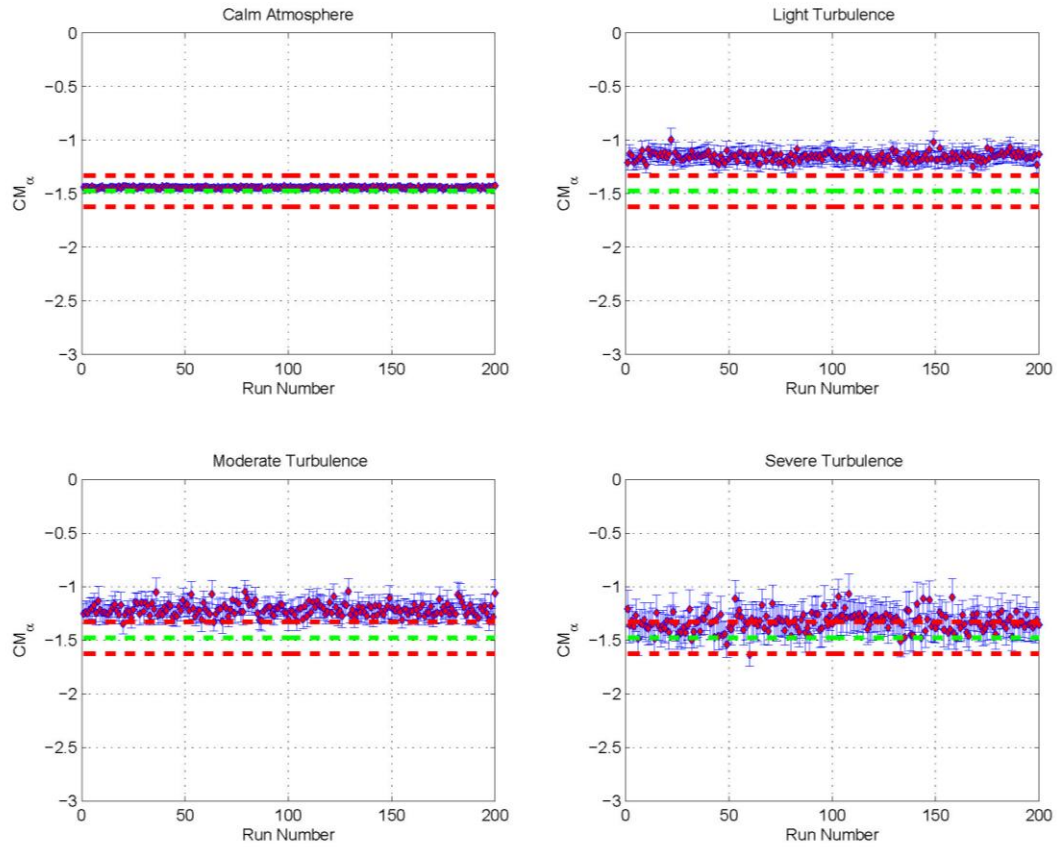 Calm Atmosphere
0
−0.5
−1
−1.5
−2
−2.5
−3
CMα
0 50 100 150 200
Run Number
Light Turbulence
0
−0.5
−1
−1.5
−2
−2.5
−3
CMα
0 50 100 150 200
Run Number
Moderate Turbulence
0
−0.5
−1
−1.5
−2
−2.5
−3
CMα
0 50 100 150 200
Run Number
Severe Turbulence
0
−0.5
−1
−1.5
−2
−2.5
−3
CMα
0 50 100 150 200
Run Number